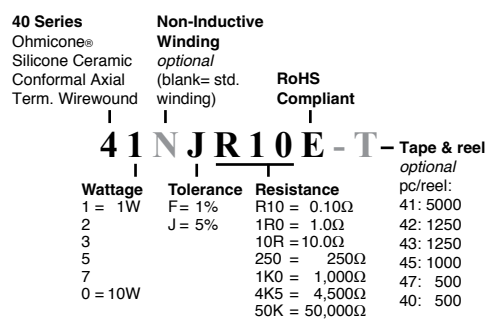 40 Series
Ohmicone®
Silicone Ceramic
Conformal Axial
Term. Wirewound
Non-Inductive
Winding
optional
(blank= std.
winding)
RoHS
Compliant
41NJR10E-T
Tape & reel
optional
pc/reel:
41: 5000
42: 1250
43: 1250
45: 1000
47: 500
40: 500
Wattage
1 = 1W
2
3
5
7
0 = 10W
Tolerance
F= 1%
J= 5%
Resistance
R10 = 0.10Ω
1R0 = 1.0Ω
10R =10.0Ω
250 = 250Ω
1K0 = 1,000Ω
4K5 = 4,500Ω
50K = 50,000Ω